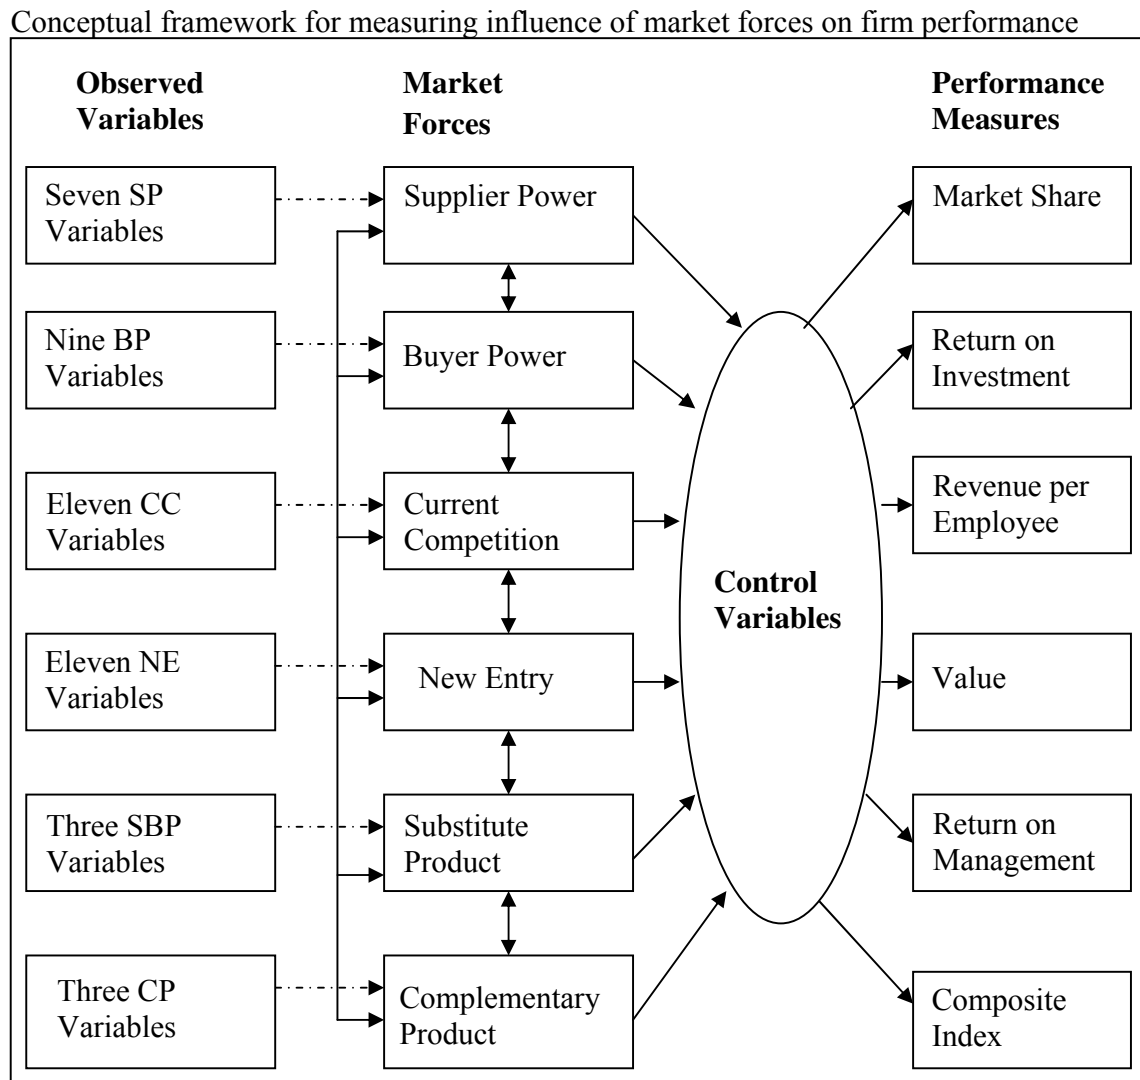 Conceptual framework for measuring influence of market forces on firm performance
Observed
Variables
Market
Forces
Performance
Measures
Seven SP
Variables
Supplier Power
Market Share
Nine BP
Variables
Buyer Power
Return on
Investment
Eleven CC
Variables
Current
Competition
Revenue per
Employee
Control
Variables
Eleven NE
Variables
New Entry
Value
Three SBP
Variables
Substitute
Product
Return on
Management
Three CP
Variables
Complementary
Product
Composite
Index